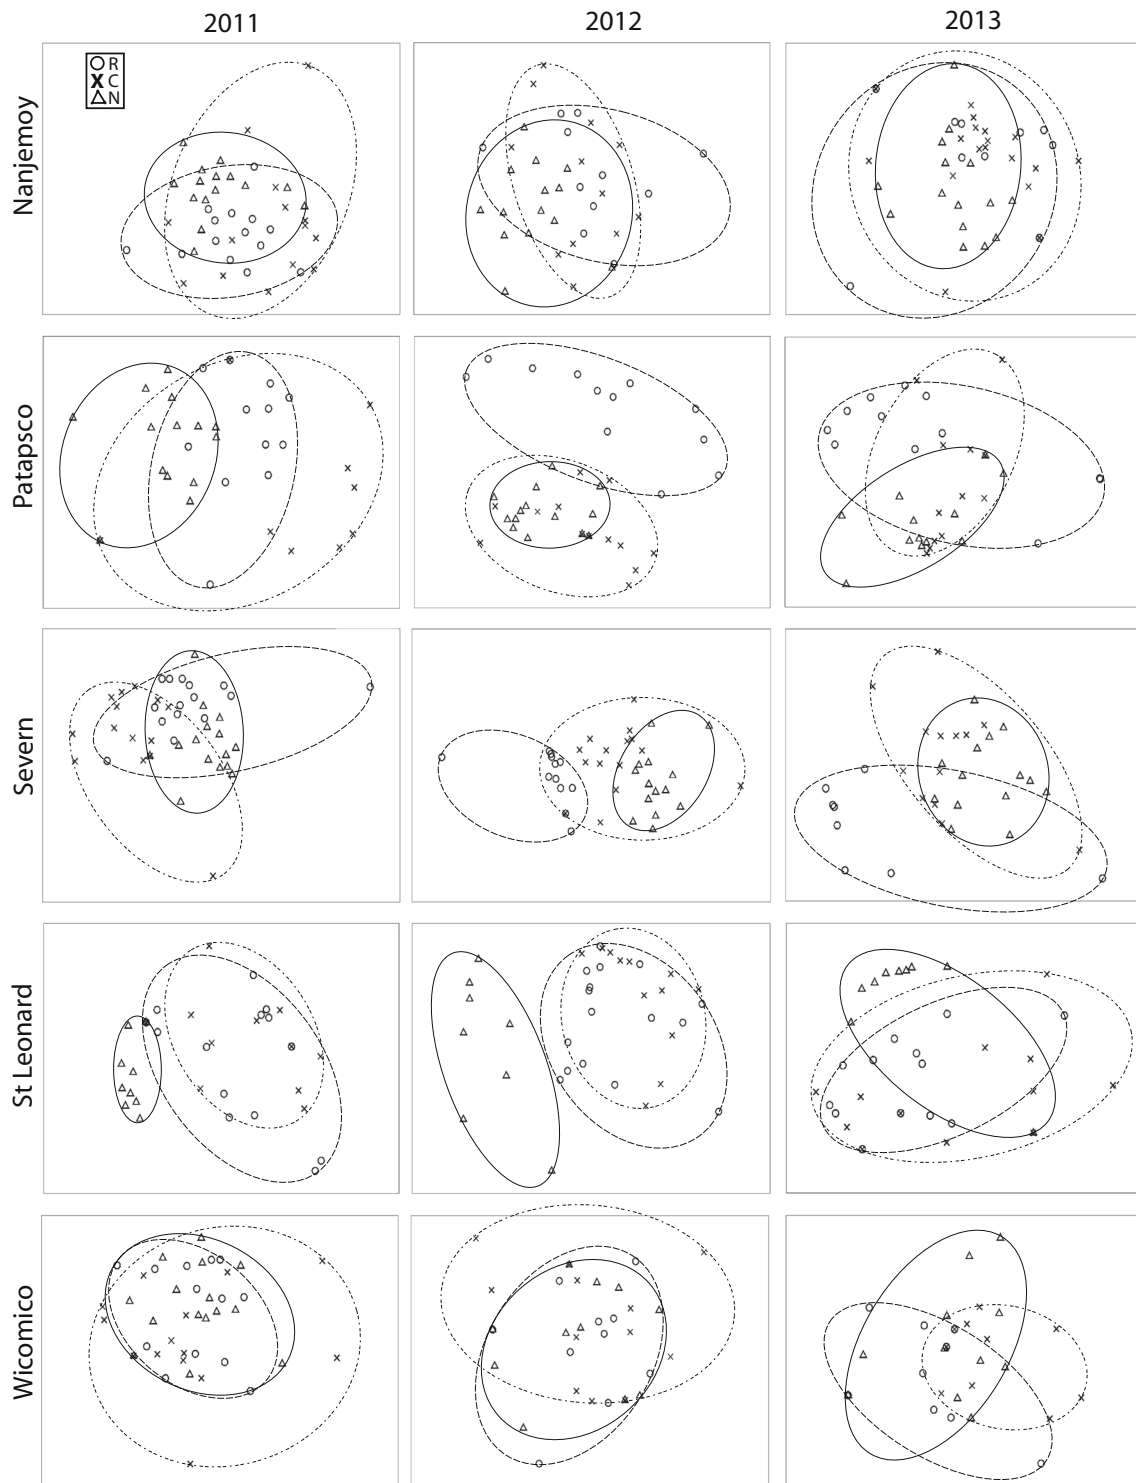 2011 2012 2013
R
C
N
Nanjemoy
Patapsco
Severn
St Leonard
Wicomico